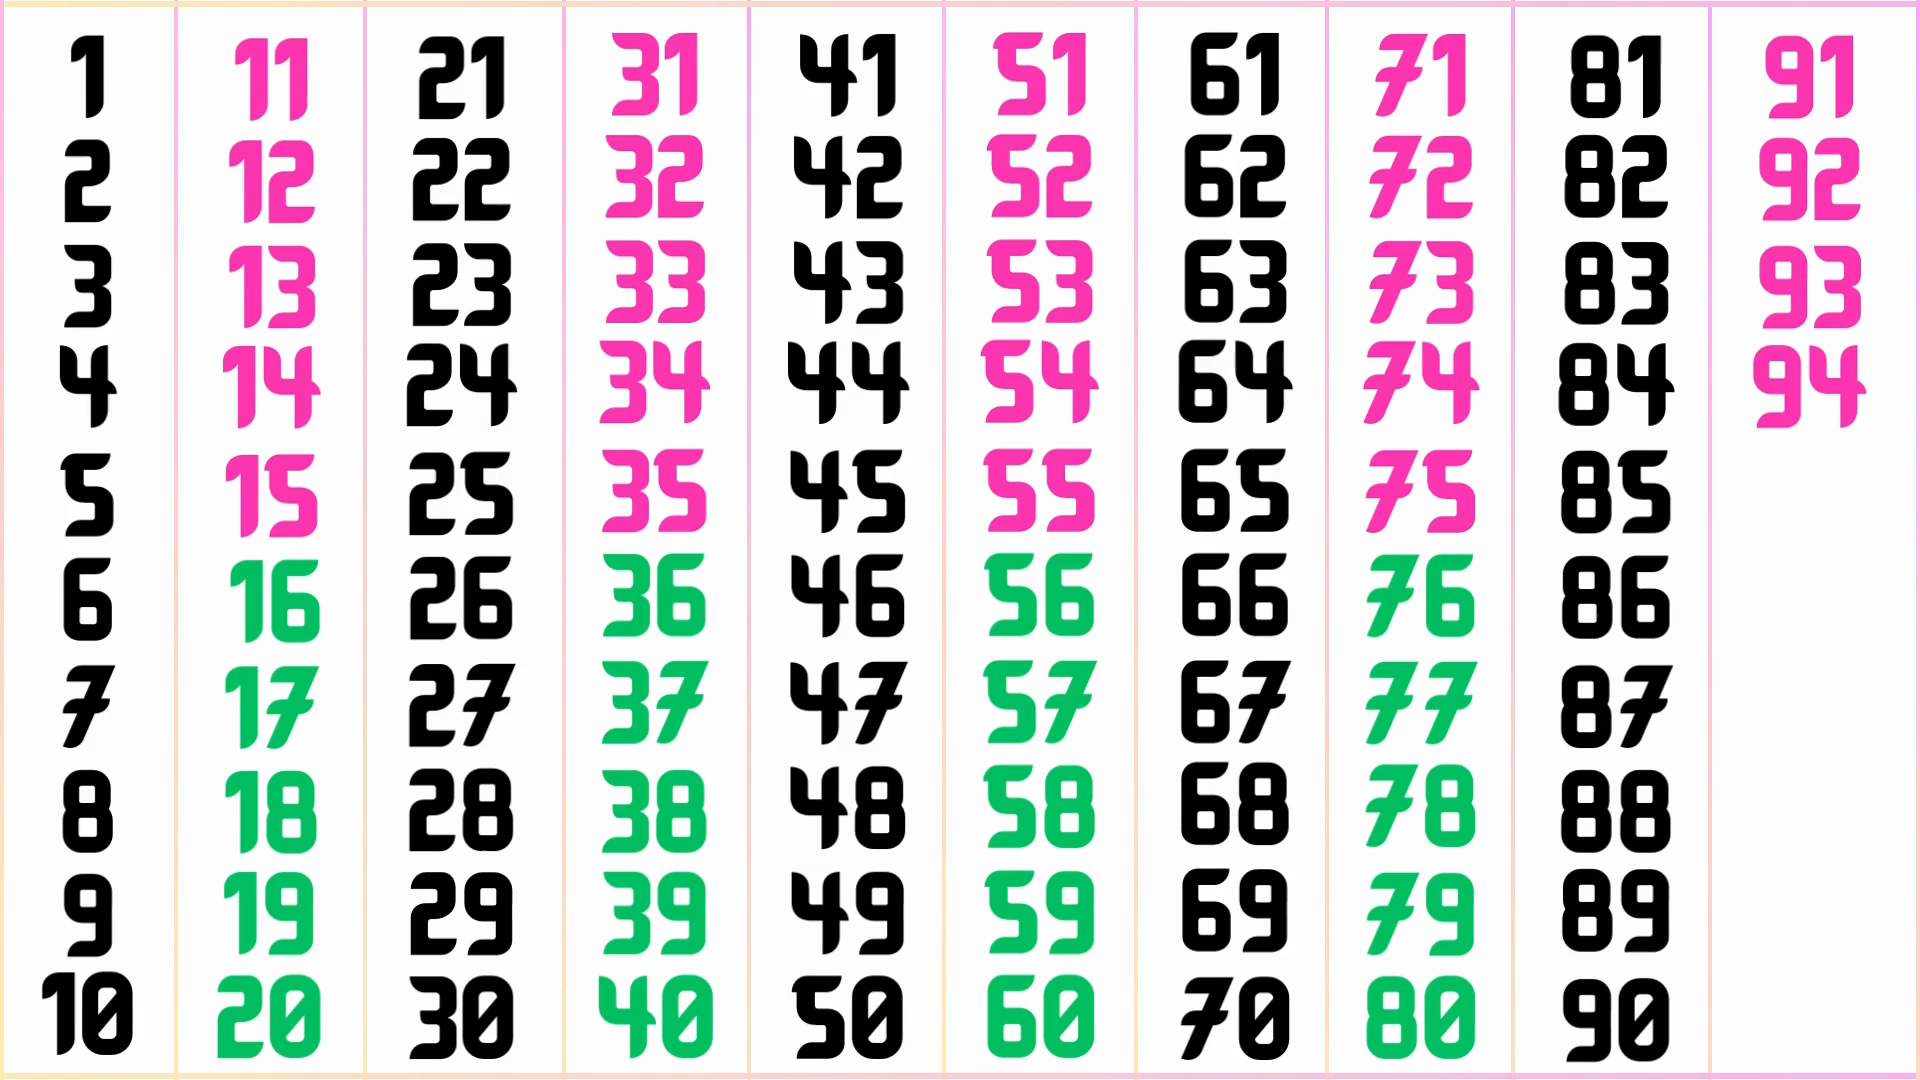 1 11 21 31 41 51 61 71 81 91
2 12 22 32 42 52 62 72 82 92
3 13 23 33 43 53 63 73 83 93
4 14 24 34 44 54 64 74 84 94
5 15 25 35 45 55 65 75 85
6 16 26 36 46 56 66 76 86
7 17 27 37 47 57 67 77 87
8 18 28 38 48 58 68 78 88
9 19 29 39 49 59 69 79 89
10 20 30 40 50 60 70 80 90